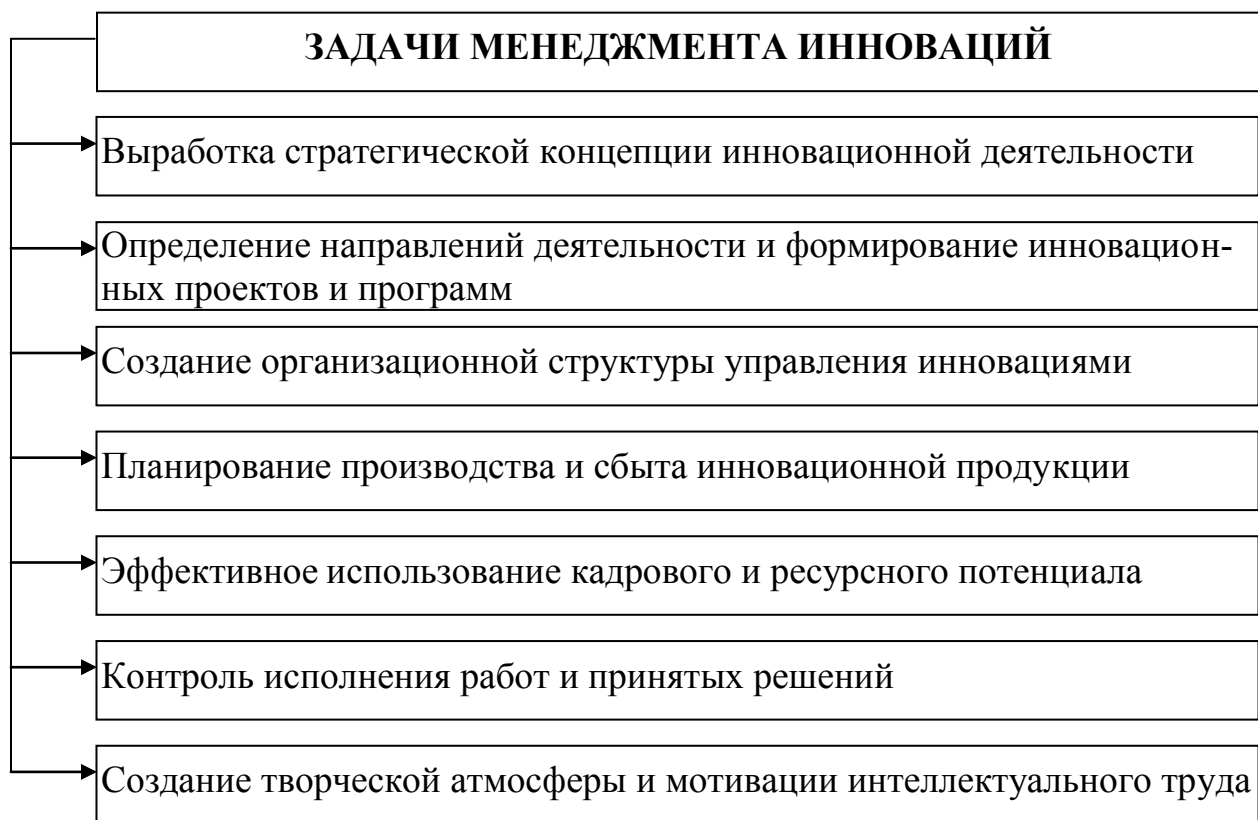 ЗАДАЧИ МЕНЕДЖМЕНТА ИННОВАЦИЙ
Выработка стратегической концепции инновационной деятельности
Определение направлений деятельности и формирование инновацион-
ных проектов и программ
Создание организационной структуры управления инновациями
Планирование производства и сбыта инновационной продукции
Эффективное использование кадрового и ресурсного потенциала
Контроль исполнения работ и принятых решений
Создание творческой атмосферы и мотивации интеллектуального труда